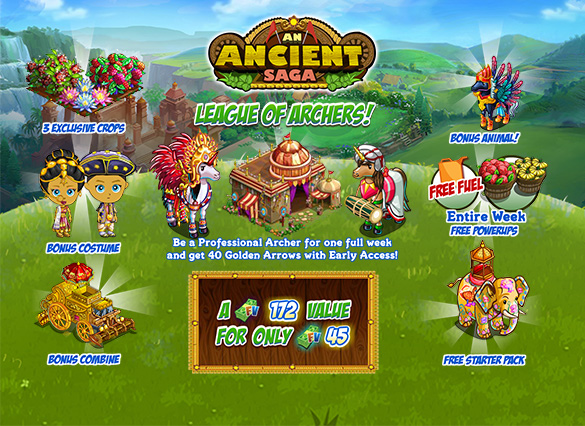 AN
ANCIENT
SAGA
LEAGUE OF ARCHERS!
3 EXCLUSIVE CROPS
BONUS ANIMAL!
FREE FUEL
Entire Week
FREE POWERUPS
BONUS COSTUME
Be a Professional Archer for one full week
and get 40 Golden Arrows with Early Access!
A FV 172 VALUE
FOR ONLY FV 45
BONUS COMBINE
FREE STARTER PACK